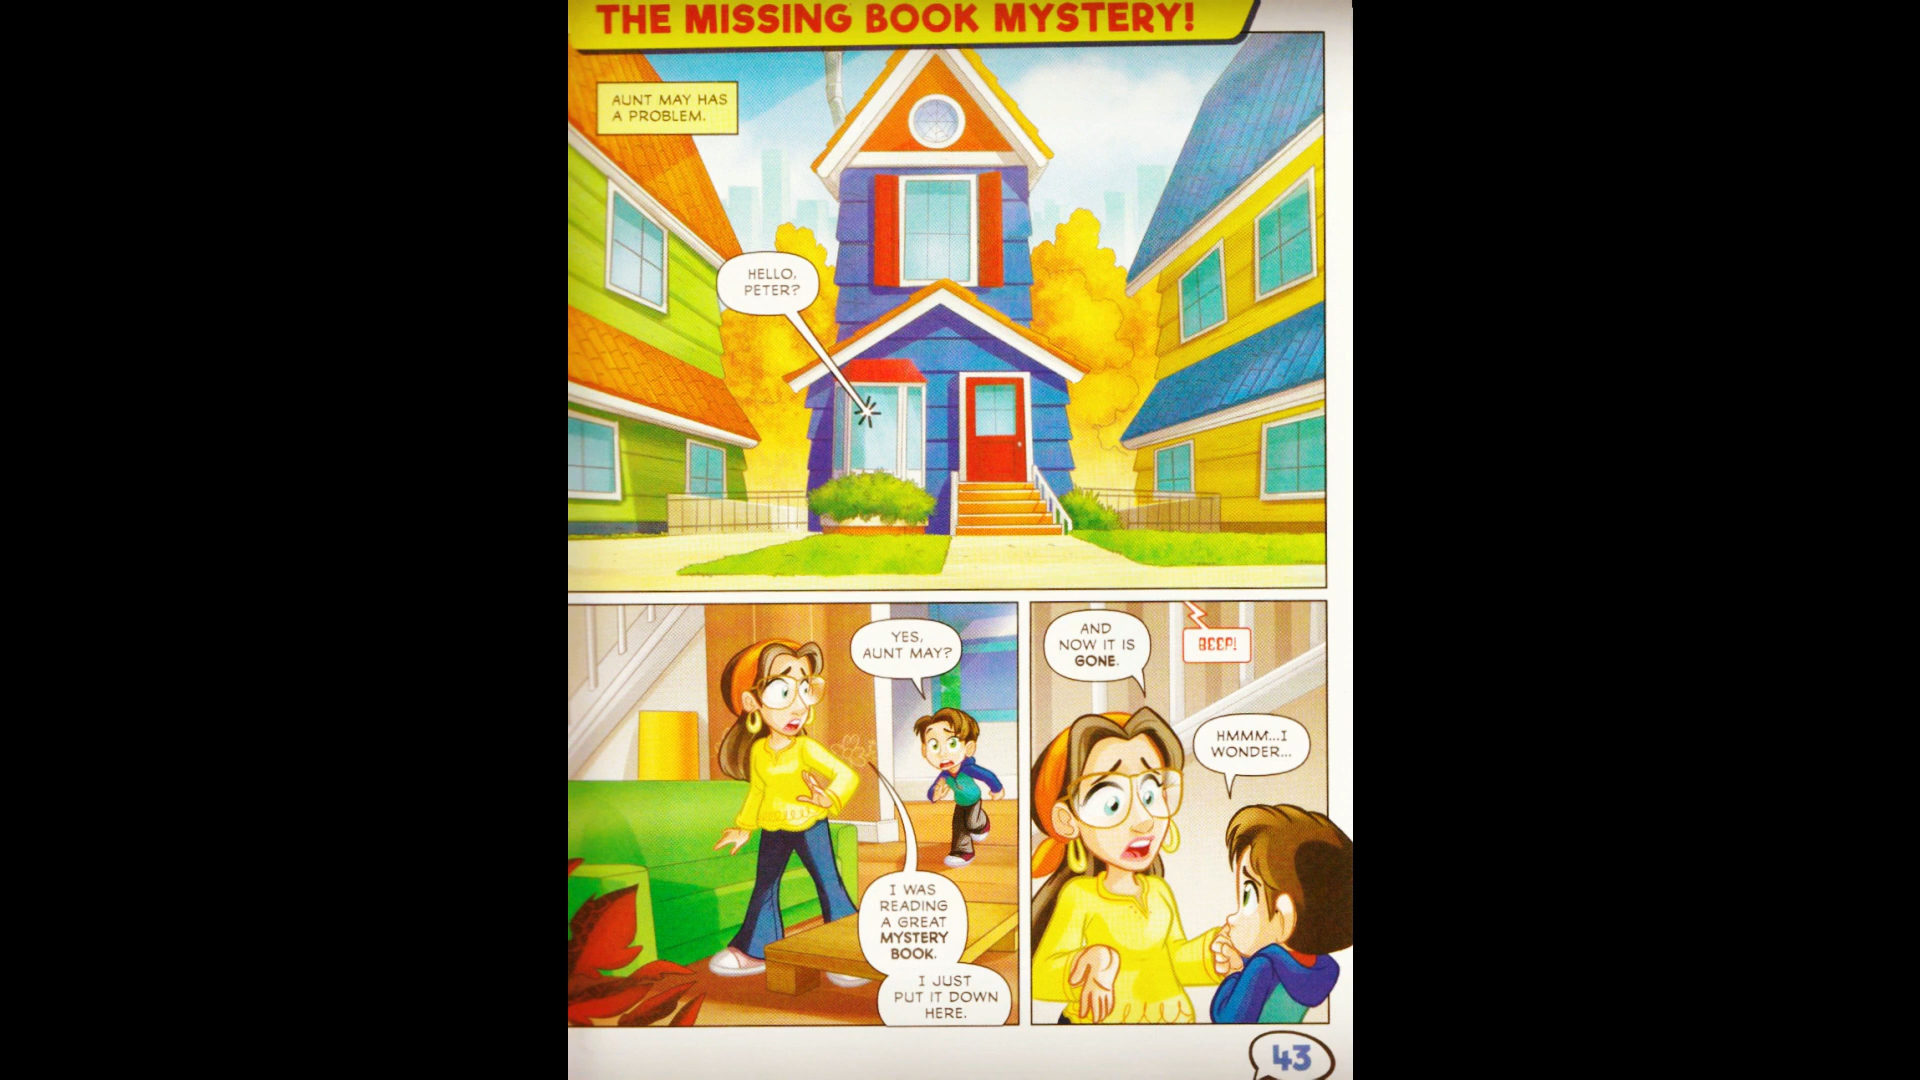 THE MISSING BOOK MYSTERY!
AUNT MAY HAS
A PROBLEM.
HELLO,
PETER?
YES,
AUNT MAY?
I WAS
READING
A GREAT
MYSTERY
BOOK.
I JUST
PUT IT DOWN
HERE.
AND
NOW IT IS
GONE.
BEEP!
HMMM...I
WONDER...
43